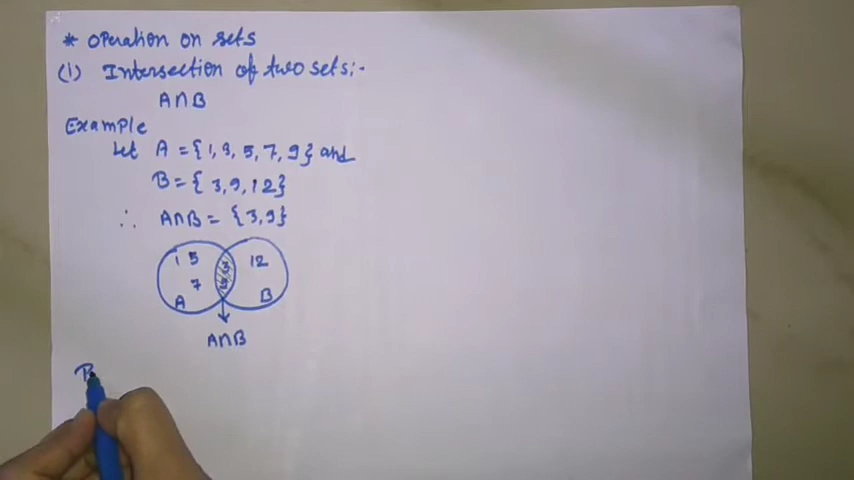 * Operation on sets
(i) Intersection of two sets:-
A∩B
Example
Let A = {1, 3, 5, 7, 9} and
B = { 3, 9, 12}
∴ A∩B = {3, 9}
1 5 3 12
7 9
A B
A∩B